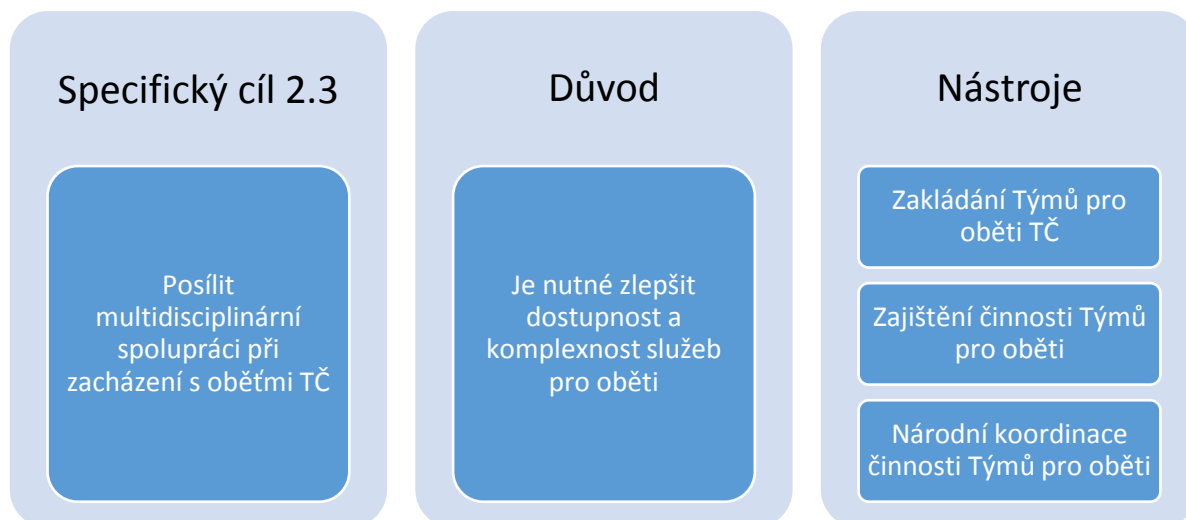 Specifický cíl 2.3
Posílit
multidisciplinární
spolupráci při
zacházení s oběťmi TČ
Důvod
Je nutné zlepšit
dostupnost a
komplexnost služeb
pro oběti
Nástroje
Zakládání Týmů pro
oběti TČ
Zajištění činnosti Týmů
pro oběti
Národní koordinace
činnosti Týmů pro oběti